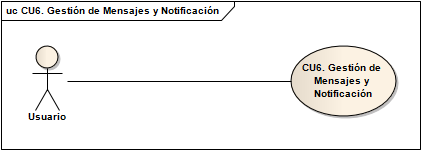 uc CU6. Gestión de Mensajes y Notificación
CU6. Gestión de
Mensajes y
Notificación
Usuario